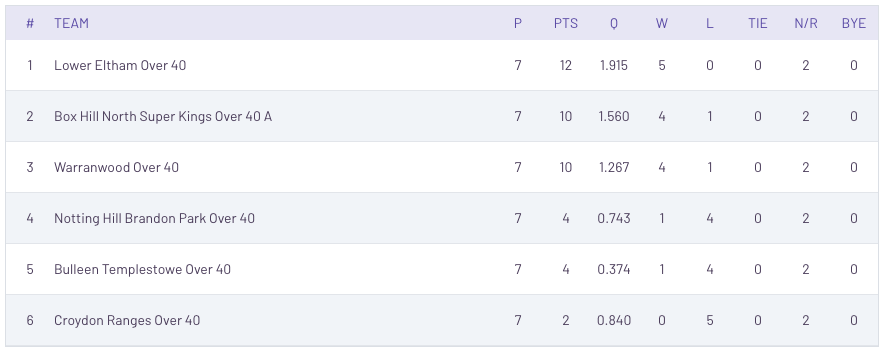 # TEAM P PTS Q W L TIE N/R BYE
1 Lower Eltham Over 40 7 12 1.915 5 0 0 2 0
2 Box Hill North Super Kings Over 40 A 7 10 1.560 4 1 0 2 0
3 Warranwood Over 40 7 10 1.267 4 1 0 2 0
4 Notting Hill Brandon Park Over 40 7 4 0.743 1 4 0 2 0
5 Bulleen Templestowe Over 40 7 4 0.374 1 4 0 2 0
6 Croydon Ranges Over 40 7 2 0.840 0 5 0 2 0